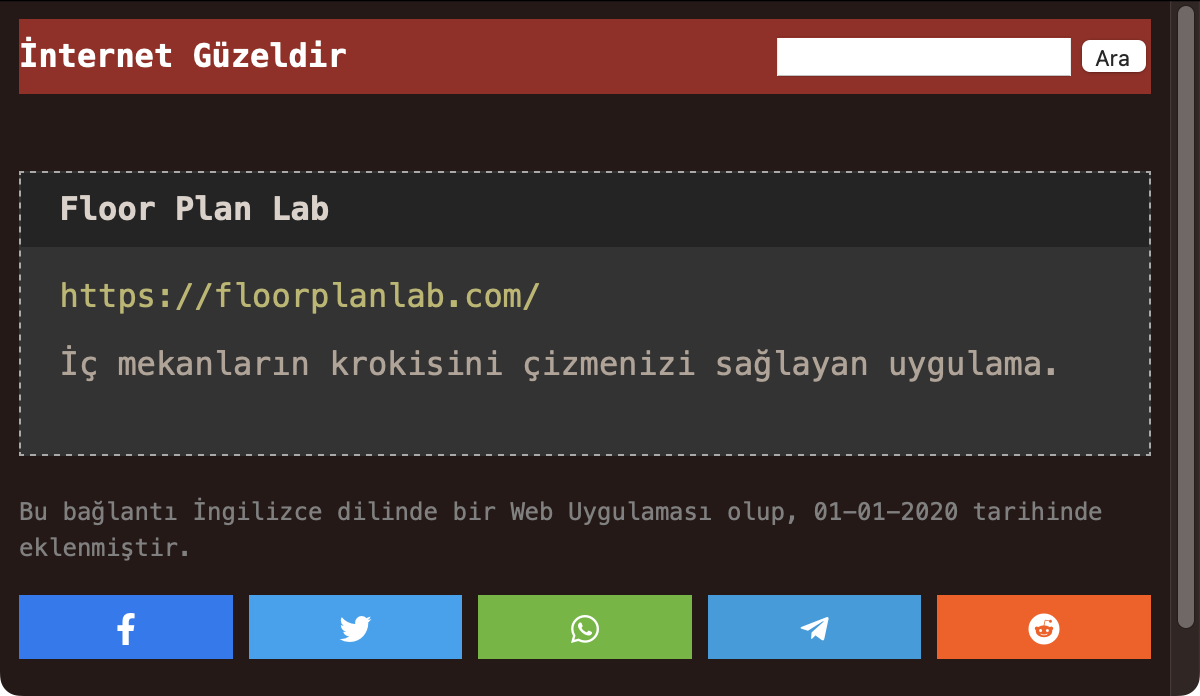 İnternet Güzeldir
Ara
Floor Plan Lab
https://floorplanlab.com/
İç mekanların krokisini çizmenizi sağlayan uygulama.
Bu bağlantı İngilizce dilinde bir Web Uygulaması olup, 01-01-2020 tarihinde
eklenmiştir.